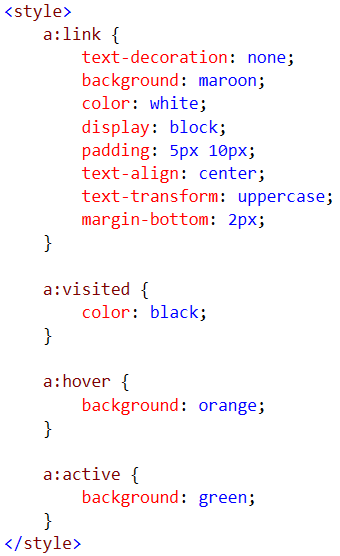 <style>
    a:link {
        text-decoration: none;
        background: maroon;
        color: white;
        display: block;
        padding: 5px 10px;
        text-align: center;
        text-transform: uppercase;
        margin-bottom: 2px;
    }

    a:visited {
        color: black;
    }

    a:hover {
        background: orange;
    }

    a:active {
        background: green;
    }
</style>